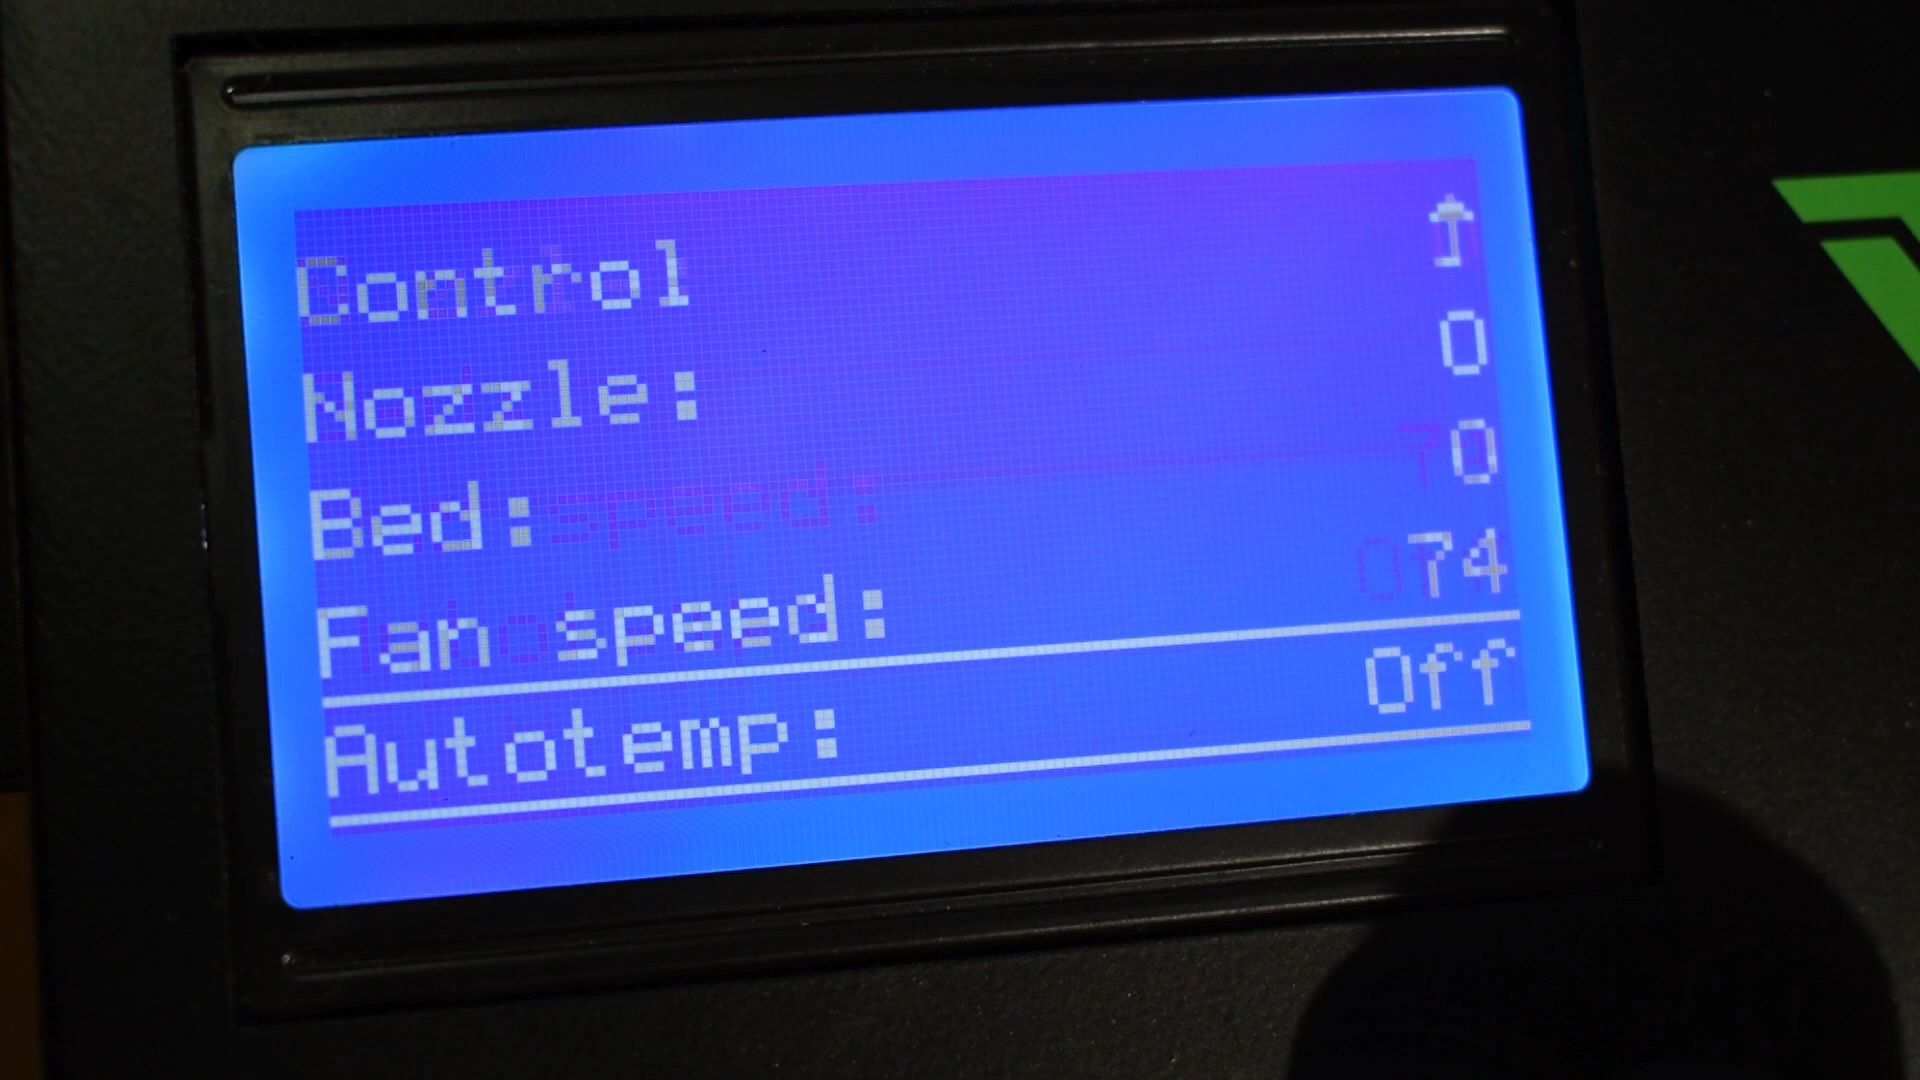 Control ↑
Nozzle: 0
Bed: 0
Fan speed: 74
Autotemp: Off